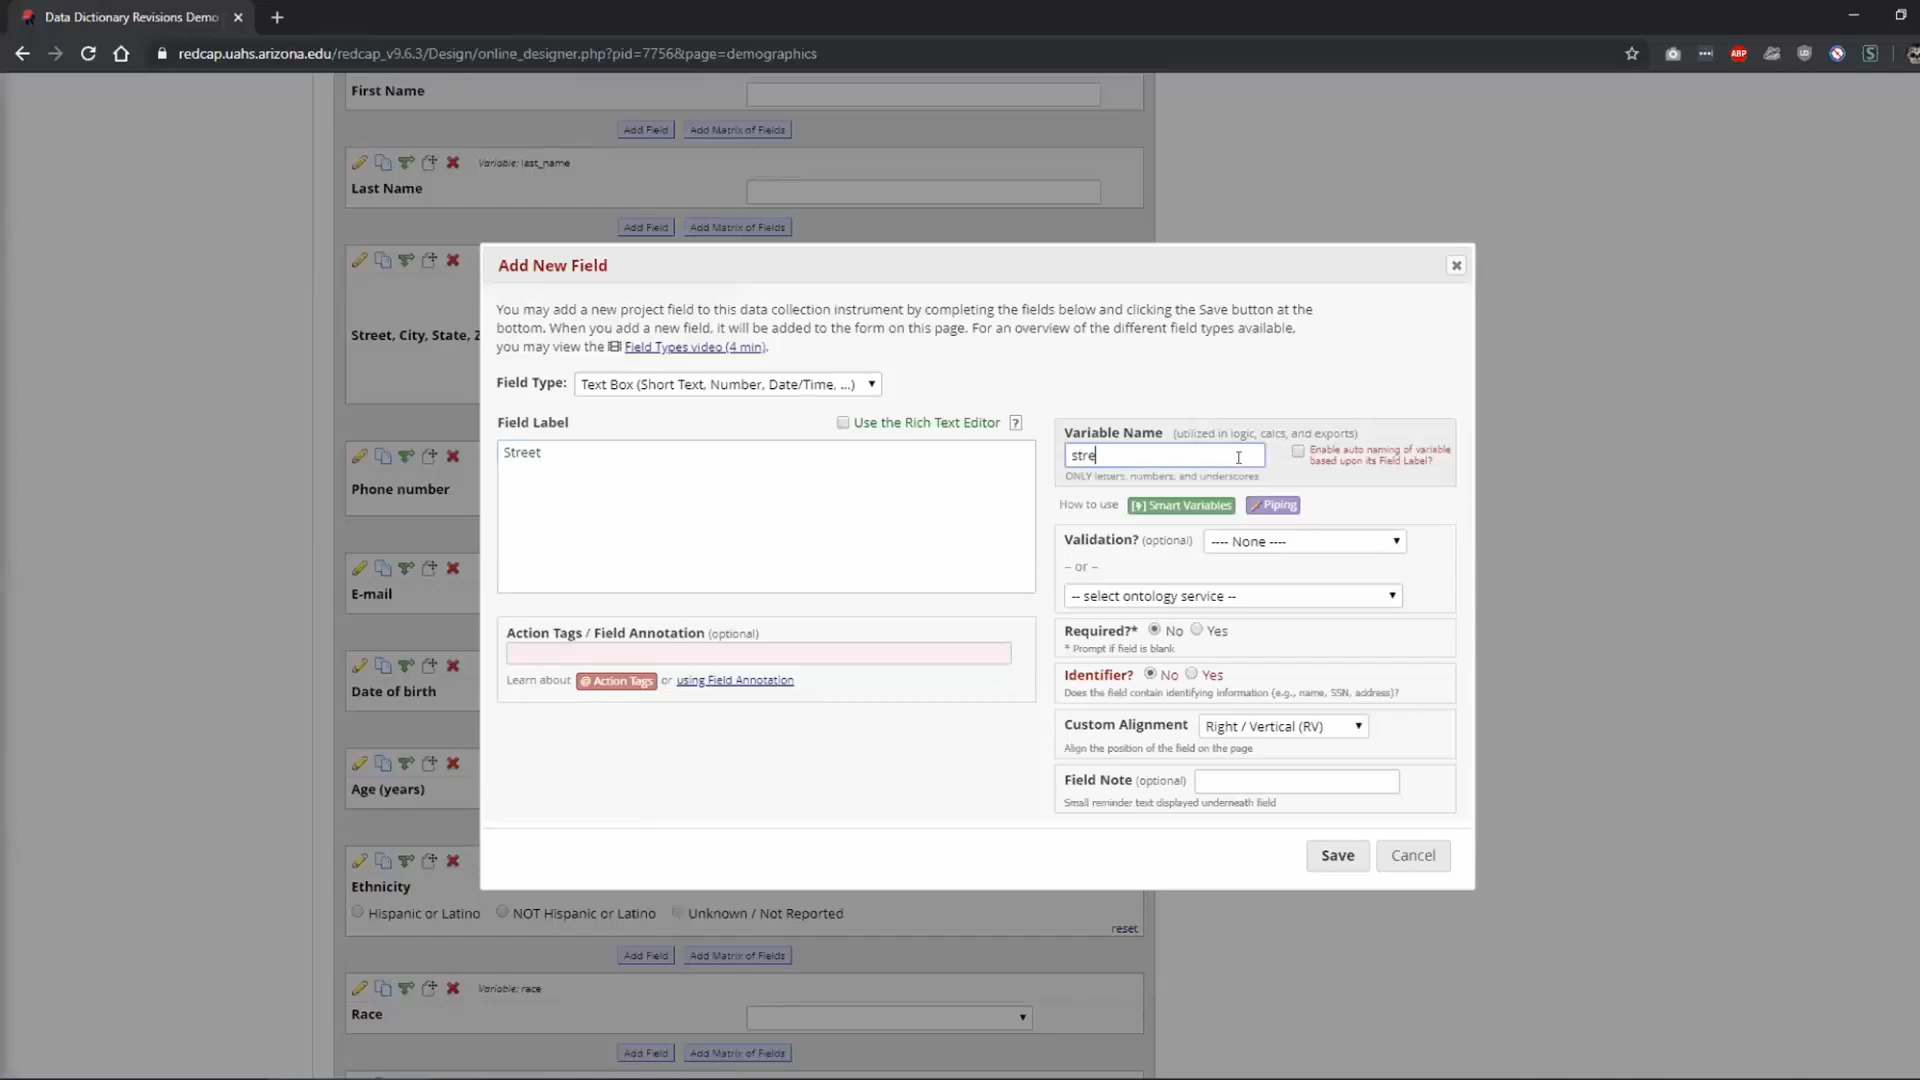 Data Dictionary Revisions Demo
redcap.uahs.arizona.edu/redcap_v9.6.3/Design/online_designer.php?pid=7756&page=demographics
ABP
S
First Name
Add Field Add Matrix of Fields
Variable: last_name
Last Name
Add Field Add Matrix of Fields
Street, City, State, Z
Phone number
E-mail
Date of birth
Age (years)
Ethnicity
Hispanic or Latino NOT Hispanic or Latino Unknown / Not Reported
reset
Add Field Add Matrix of Fields
Variable: race
Race
Add Field Add Matrix of Fields
Add New Field
You may add a new project field to this data collection instrument by completing the fields below and clicking the Save button at the
bottom. When you add a new field, it will be added to the form on this page. For an overview of the different field types available,
you may view the Field Types video (4 min).
Field Type: Text Box (Short Text, Number, Date/Time, ...)
Field Label Use the Rich Text Editor ?
Street
Action Tags / Field Annotation (optional)
Learn about @ Action Tags or using Field Annotation
Variable Name (utilized in logic, calcs, and exports)
stre
Enable auto naming of variable
based upon its Field Label?
ONLY letters, numbers, and underscores
How to use Smart Variables Piping
Validation? (optional) ---- None ----
-- or --
-- select ontology service --
Required?* No Yes
* Prompt if field is blank
Identifier? No Yes
Does the field contain identifying information (e.g., name, SSN, address)?
Custom Alignment Right / Vertical (RV)
Align the position of the field on the page
Field Note (optional)
Small reminder text displayed underneath field
Save Cancel